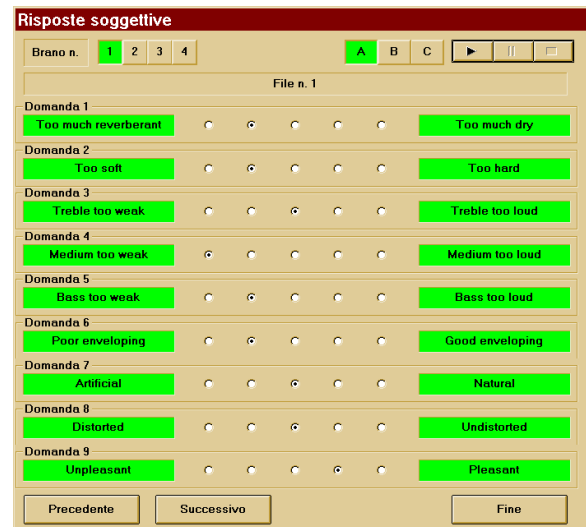 Risposte soggettive
Brano n. 1 2 3 4 A B C
File n. 1
Domanda 1
Too much reverberant Too much dry
Domanda 2
Too soft Too hard
Domanda 3
Treble too weak Treble too loud
Domanda 4
Medium too weak Medium too loud
Domanda 5
Bass too weak Bass too loud
Domanda 6
Poor enveloping Good enveloping
Domanda 7
Artificial Natural
Domanda 8
Distorted Undistorted
Domanda 9
Unpleasant Pleasant
Precedente Successivo Fine